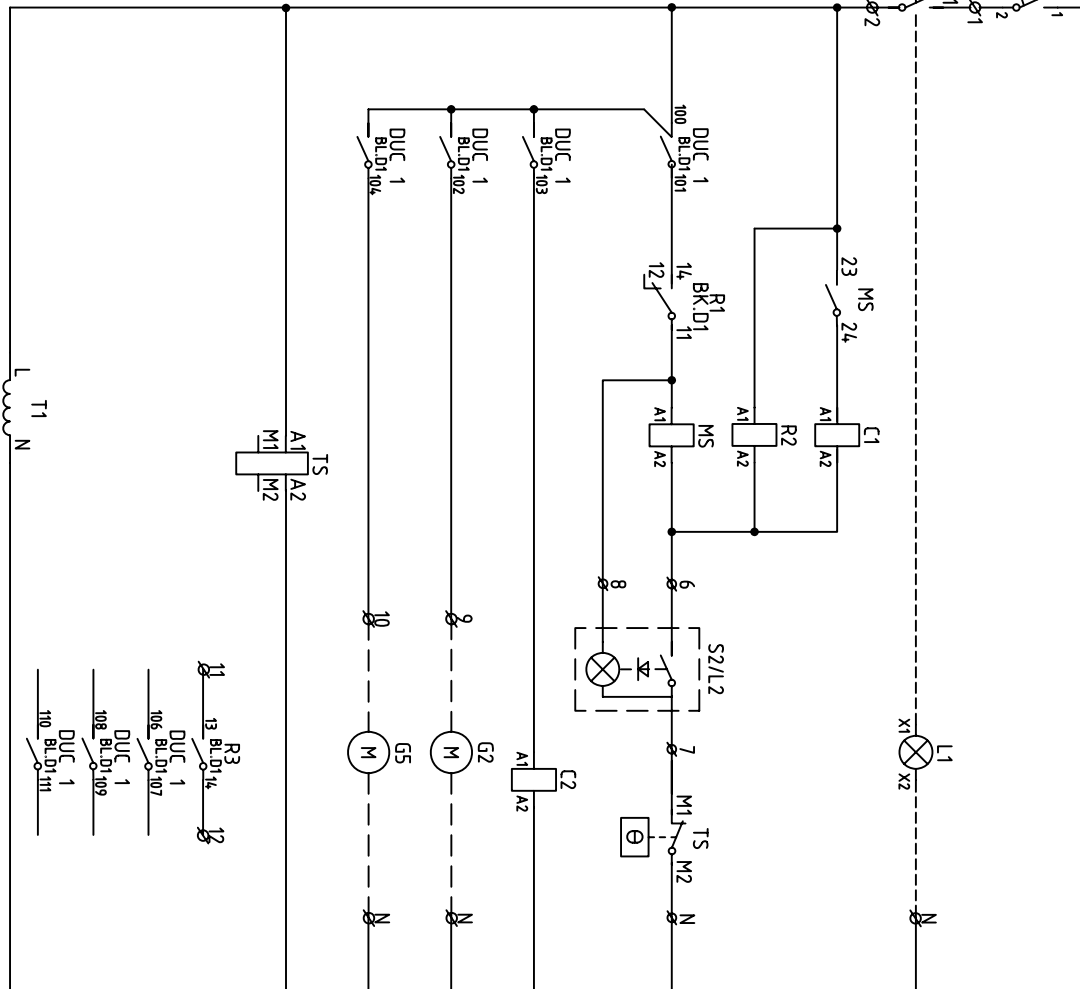 2
1
2
1
1
100
DUC 1
BL.D1
101
DUC 1
BL.D1
103
DUC 1
BL.D1
102
DUC 1
BL.D1
104
23
MS
24
14
12
R1
BK.D1
11
A1
C1
A2
A1
R2
A2
A1
MS
A2
L
T1
N
A1
M1
TS
A2
M2
6
8
10
9
S2/L2
7
X1
L1
X2
M
G5
M
G2
A1
C2
A2
M1
TS
M2
Θ
11
13
R3
BL.D1
14
12
106
DUC 1
BL.D1
107
108
DUC 1
BL.D1
109
110
DUC 1
BL.D1
111
N
N
N
N